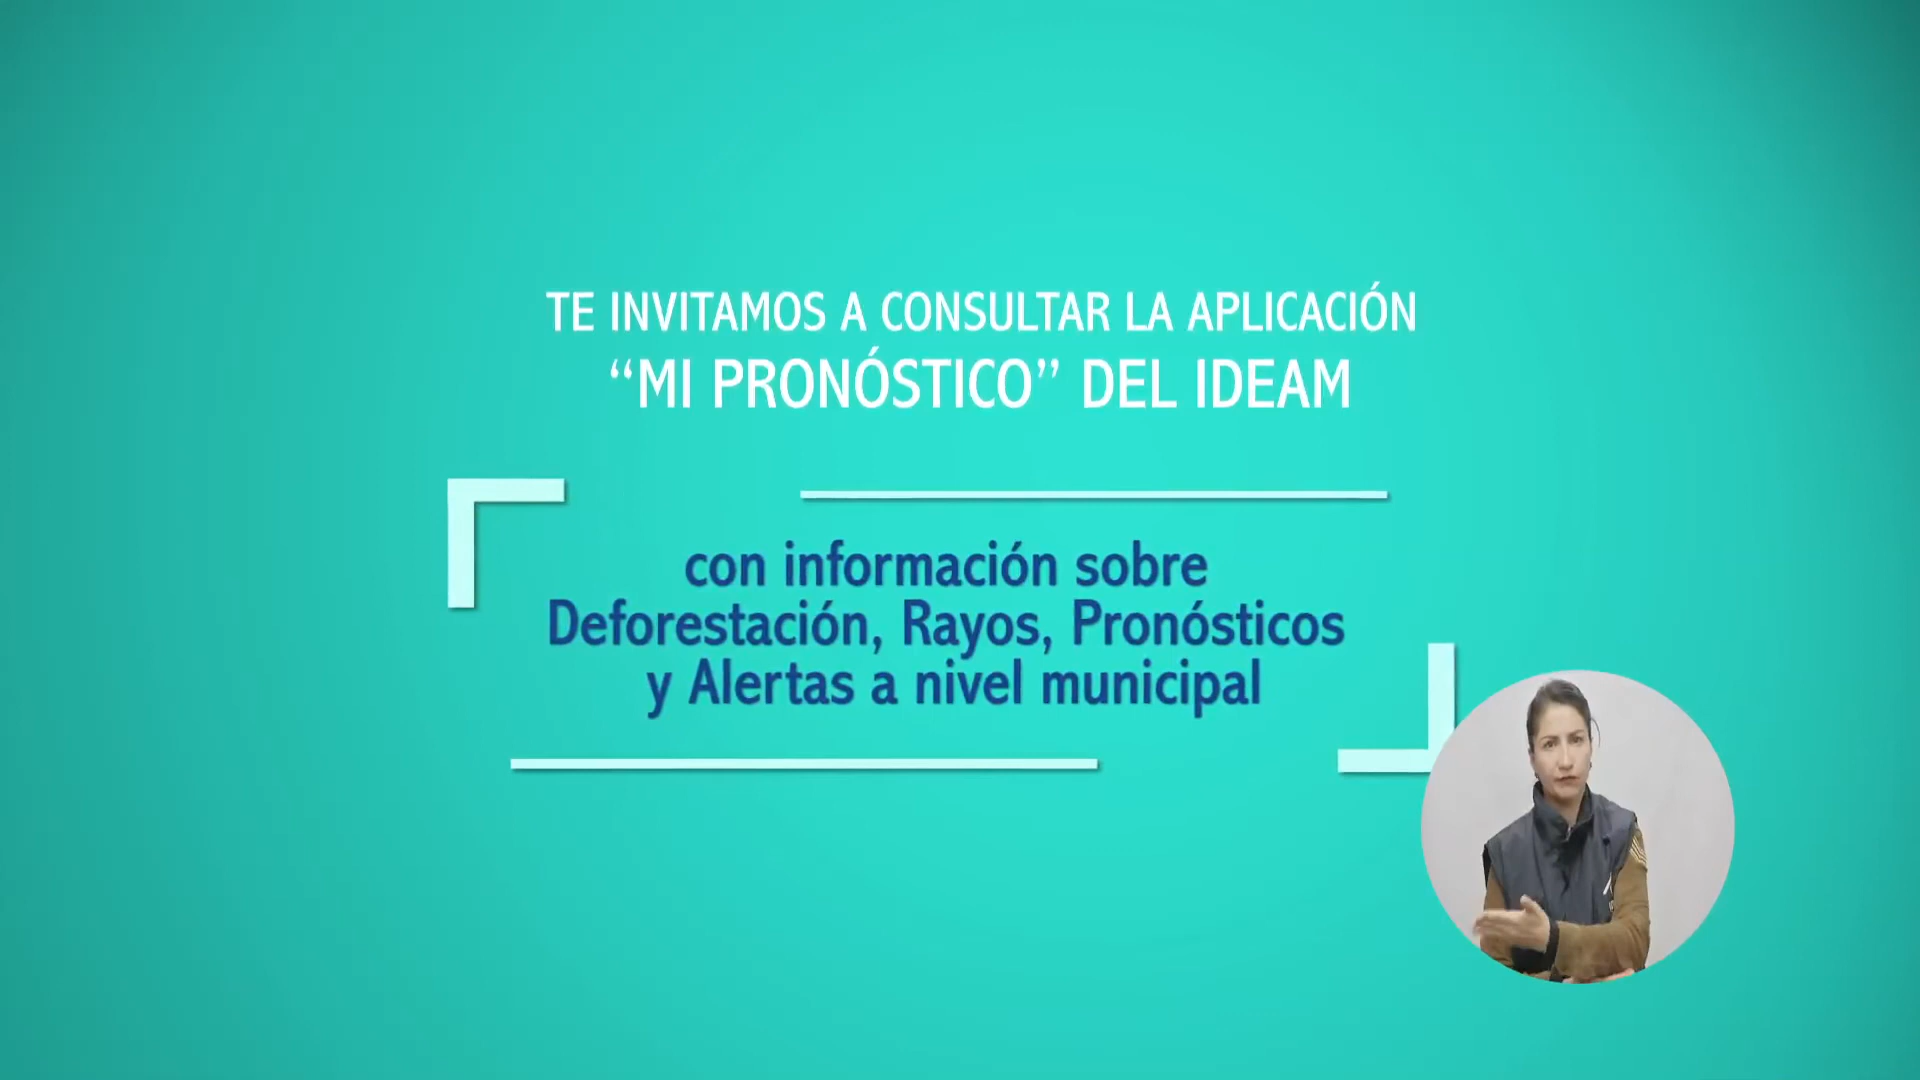 TE INVITAMOS A CONSULTAR LA APLICACIÓN
“MI PRONÓSTICO” DEL IDEAM
con información sobre
Deforestación, Rayos, Pronósticos
y Alertas a nivel municipal